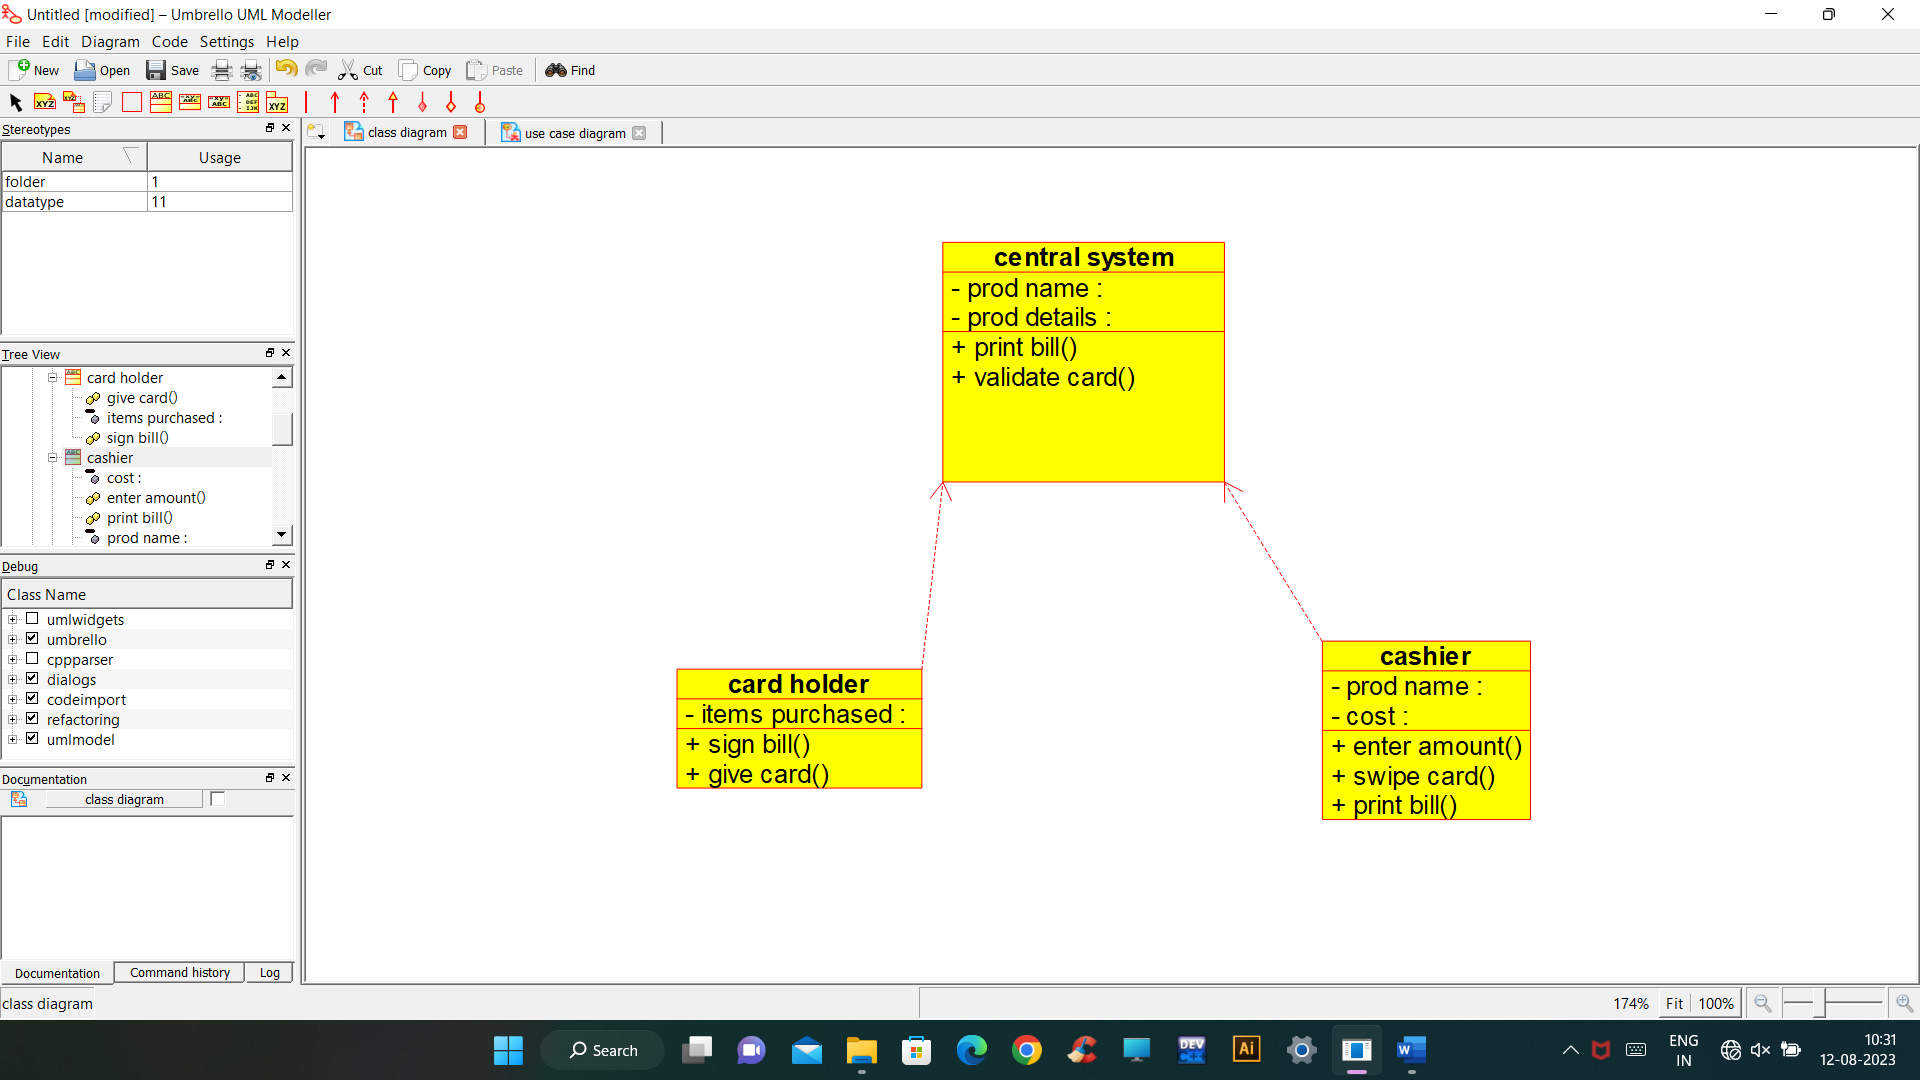 Untitled [modified] – Umbrello UML Modeller
File Edit Diagram Code Settings Help
New Open Save Cut Copy Paste Find
Stereotypes
Name Usage
folder 1
datatype 11
Tree View
card holder
give card()
items purchased :
sign bill()
cashier
cost :
enter amount()
print bill()
prod name :
Debug
Class Name
umlwidgets
umbrello
cppparser
dialogs
codeimport
refactoring
umlmodel
Documentation
class diagram
Documentation Command history Log
class diagram
class diagram use case diagram
central system
- prod name :
- prod details :
+ print bill()
+ validate card()
card holder
- items purchased :
+ sign bill()
+ give card()
cashier
- prod name :
- cost :
+ enter amount()
+ swipe card()
+ print bill()
174% Fit 100%
Search
DEV
C++
Ai
W
ENG
IN
10:31
12-08-2023